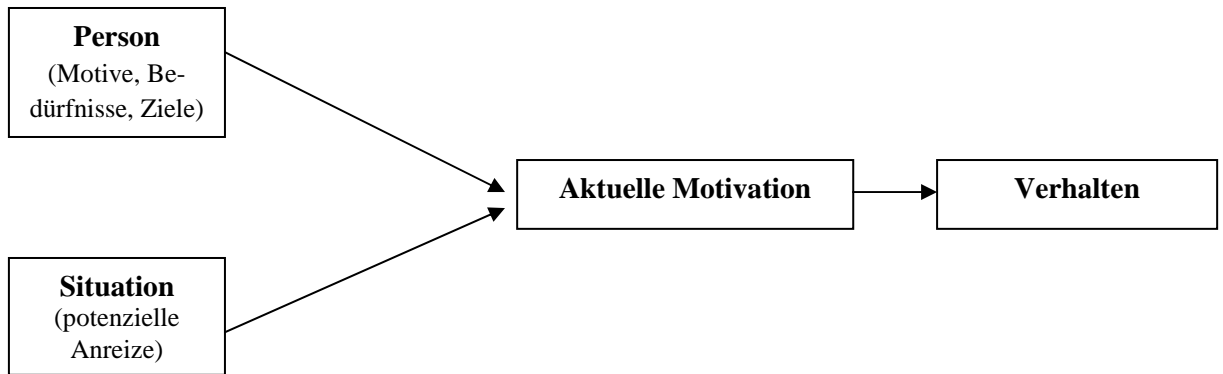 Person
(Motive, Be-
dürfnisse, Ziele)
Aktuelle Motivation
Verhalten
Situation
(potenzielle
Anreize)